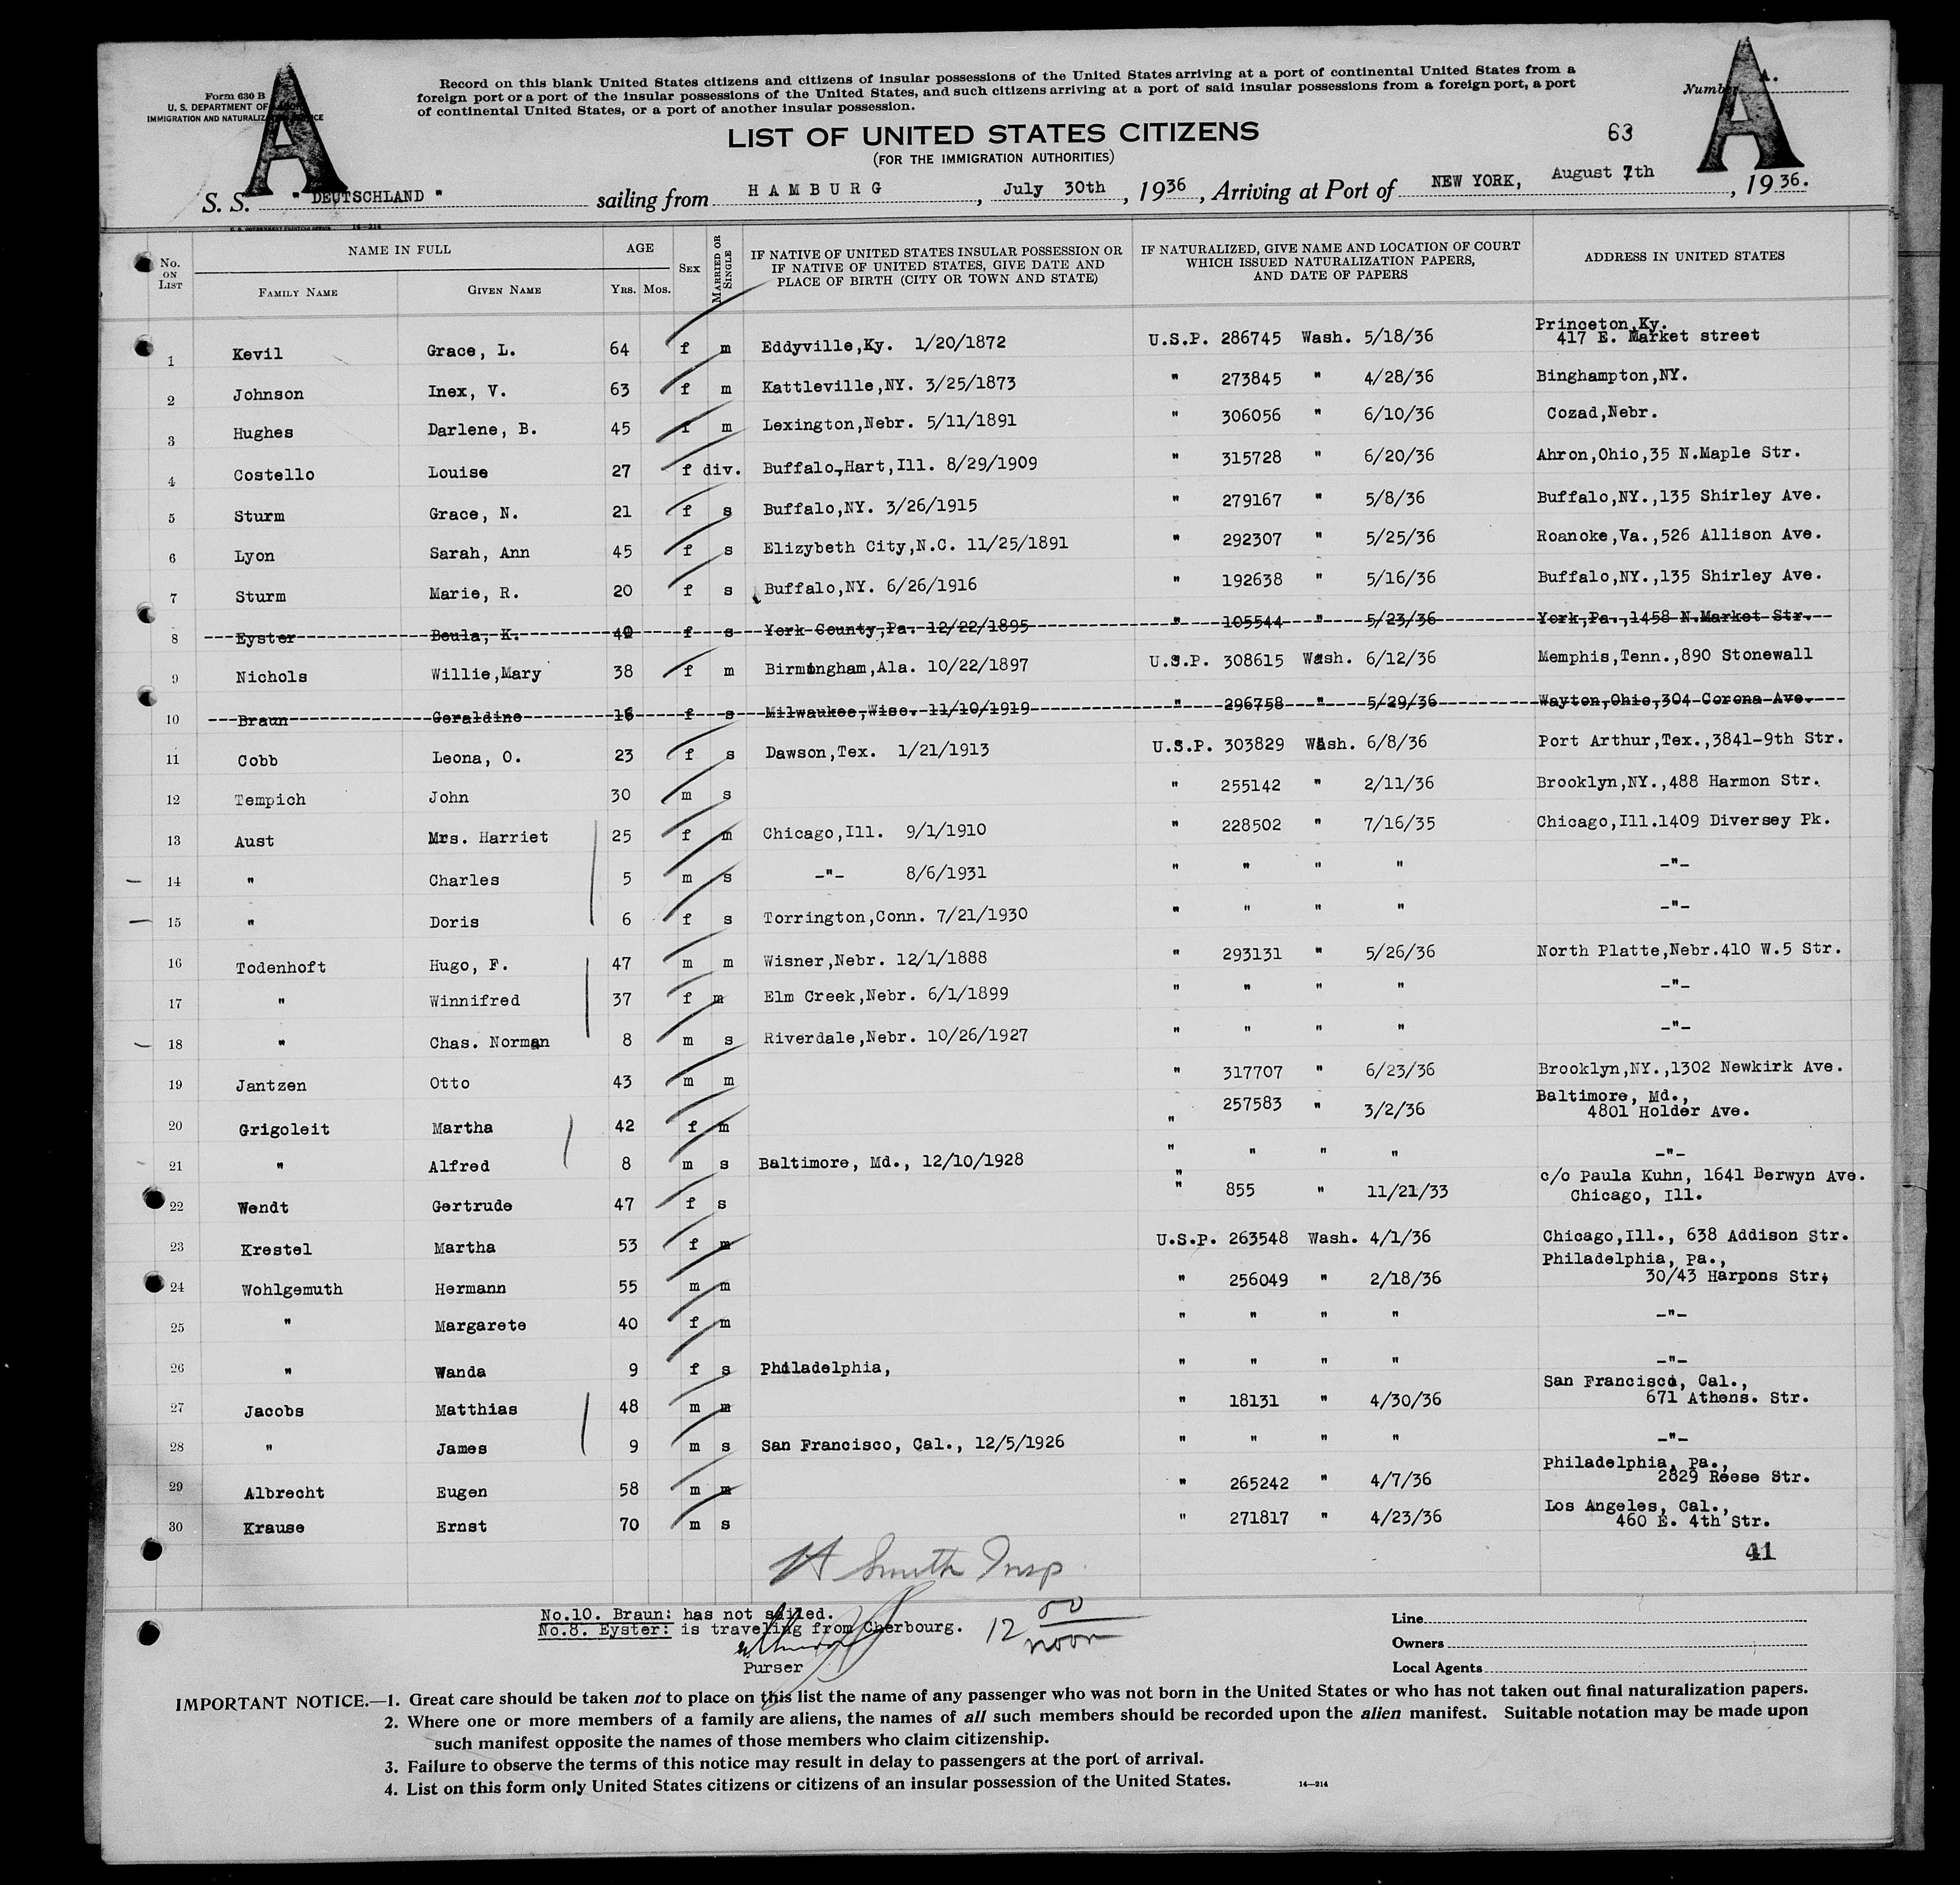 Form 630 B
U. S. DEPARTMENT OF LABOR
IMMIGRATION AND NATURALIZATION SERVICE
A
Record on this blank United States citizens and citizens of insular possessions of the United States arriving at a port of continental United States from a
foreign port or a port of the insular possessions of the United States, and such citizens arriving at a port of said insular possessions from a foreign port, a port
of continental United States, or a port of another insular possession.
Number A.
A
LIST OF UNITED STATES CITIZENS
63
(FOR THE IMMIGRATION AUTHORITIES)
S. S. " DEUTSCHLAND " sailing from HAMBURG, July 30th, 1936, Arriving at Port of NEW YORK, August 7th, 1936.
U. S. GOVERNMENT PRINTING OFFICE 14—214
No. ON LIST
NAME IN FULL
FAMILY NAME
GIVEN NAME
AGE
YRS. MOS.
SEX
MARRIED OR SINGLE
IF NATIVE OF UNITED STATES INSULAR POSSESSION OR
IF NATIVE OF UNITED STATES, GIVE DATE AND
PLACE OF BIRTH (CITY OR TOWN AND STATE)
IF NATURALIZED, GIVE NAME AND LOCATION OF COURT
WHICH ISSUED NATURALIZATION PAPERS,
AND DATE OF PAPERS
ADDRESS IN UNITED STATES
1 Kevil Grace, L. 64 f m Eddyville,Ky. 1/20/1872 U.S.P. 286745 Wash. 5/18/36 Princeton,Ky.
417 E. Market street
2 Johnson Inex, V. 63 f m Kattleville,NY. 3/25/1873 " 273845 " 4/28/36 Binghampton,NY.
3 Hughes Darlene, B. 45 f m Lexington,Nebr. 5/11/1891 " 306056 " 6/10/36 Cozad,Nebr.
4 Costello Louise 27 f div. Buffalo,Hart,Ill. 8/29/1909 " 315728 " 6/20/36 Ahron,Ohio,35 N.Maple Str.
5 Sturm Grace, N. 21 f s Buffalo,NY. 3/26/1915 " 279167 " 5/8/36 Buffalo,NY.,135 Shirley Ave.
6 Lyon Sarah, Ann 45 f s Elizybeth City,N.C. 11/25/1891 " 292307 " 5/25/36 Roanoke,Va.,526 Allison Ave.
7 Sturm Marie, R. 20 f s Buffalo,NY. 6/26/1916 " 192638 " 5/16/36 Buffalo,NY.,135 Shirley Ave.
8 Eyster Beula, K. 40 f s York County,Pa. 12/22/1895 " 105544 " 5/23/36 York,Pa.,1458 N.Market Str.
9 Nichols Willie,Mary 38 f m Birmingham,Ala. 10/22/1897 U.S.P. 308615 Wash. 6/12/36 Memphis,Tenn.,890 Stonewall
10 Braun Geraldine 16 f s Milwaukee,Wisc. 11/10/1919 " 296758 " 5/29/36 Wayton,Ohio,304 Corona Ave.
11 Cobb Leona, O. 23 f s Dawson,Tex. 1/21/1913 U.S.P. 303829 Wash. 6/8/36 Port Arthur,Tex.,3841-9th Str.
12 Tempich John 30 m s " 255142 " 2/11/36 Brooklyn,NY.,488 Harmon Str.
13 Aust Mrs. Harriet 25 f m Chicago,Ill. 9/1/1910 " 228502 " 7/16/35 Chicago,Ill.1409 Diversey Pk.
14 " Charles 5 m s -"- 8/6/1931 " " " " -"-
15 " Doris 6 f s Torrington,Conn. 7/21/1930 " " " " -"-
16 Todenhoft Hugo, F. 47 m m Wisner,Nebr. 12/1/1888 " 293131 " 5/26/36 North Platte,Nebr.410 W.5 Str.
17 " Winnifred 37 f m Elm Creek,Nebr. 6/1/1899 " " " " -"-
18 " Chas. Norman 8 m s Riverdale,Nebr. 10/26/1927 " " " " -"-
19 Jantzen Otto 43 m m " 317707 " 6/23/36 Brooklyn,NY.,1302 Newkirk Ave.
20 Grigoleit Martha 42 f m " 257583 " 3/2/36 Baltimore, Md.,
4801 Holder Ave.
21 " Alfred 8 m s Baltimore, Md., 12/10/1928 " " " " -"-
22 Wendt Gertrude 47 f s " 855 " 11/21/33 c/o Paula Kuhn, 1641 Berwyn Ave.
Chicago, Ill.
23 Krestel Martha 53 f m U.S.P. 263548 Wash. 4/1/36 Chicago,Ill., 638 Addison Str.
24 Wohlgemuth Hermann 55 m m " 256049 " 2/18/36 Philadelphia, Pa.,
30/43 Harpons Str.
25 " Margarete 40 f m " " " " -"-
26 " Wanda 9 f s Philadelphia, " " " " -"-
27 Jacobs Matthias 48 m m " 18131 " 4/30/36 San Francisco, Cal.,
671 Athens. Str.
28 " James 9 m s San Francisco, Cal., 12/5/1926 " " " " -"-
29 Albrecht Eugen 58 m m " 265242 " 4/7/36 Philadelphia, Pa.,
2829 Reese Str.
30 Krause Ernst 70 m s " 271817 " 4/23/36 Los Angeles, Cal.,
460 E. 4th Str.
41
Smith Insp
No.10. Braun: has not sailed.
No.8. Eyster: is traveling from Cherbourg.
12 00 noon
Purser
Line
Owners
Local Agents
IMPORTANT NOTICE.—1. Great care should be taken not to place on this list the name of any passenger who was not born in the United States or who has not taken out final naturalization papers.
2. Where one or more members of a family are aliens, the names of all such members should be recorded upon the alien manifest. Suitable notation may be made upon
such manifest opposite the names of those members who claim citizenship.
3. Failure to observe the terms of this notice may result in delay to passengers at the port of arrival.
4. List on this form only United States citizens or citizens of an insular possession of the United States. 14—214